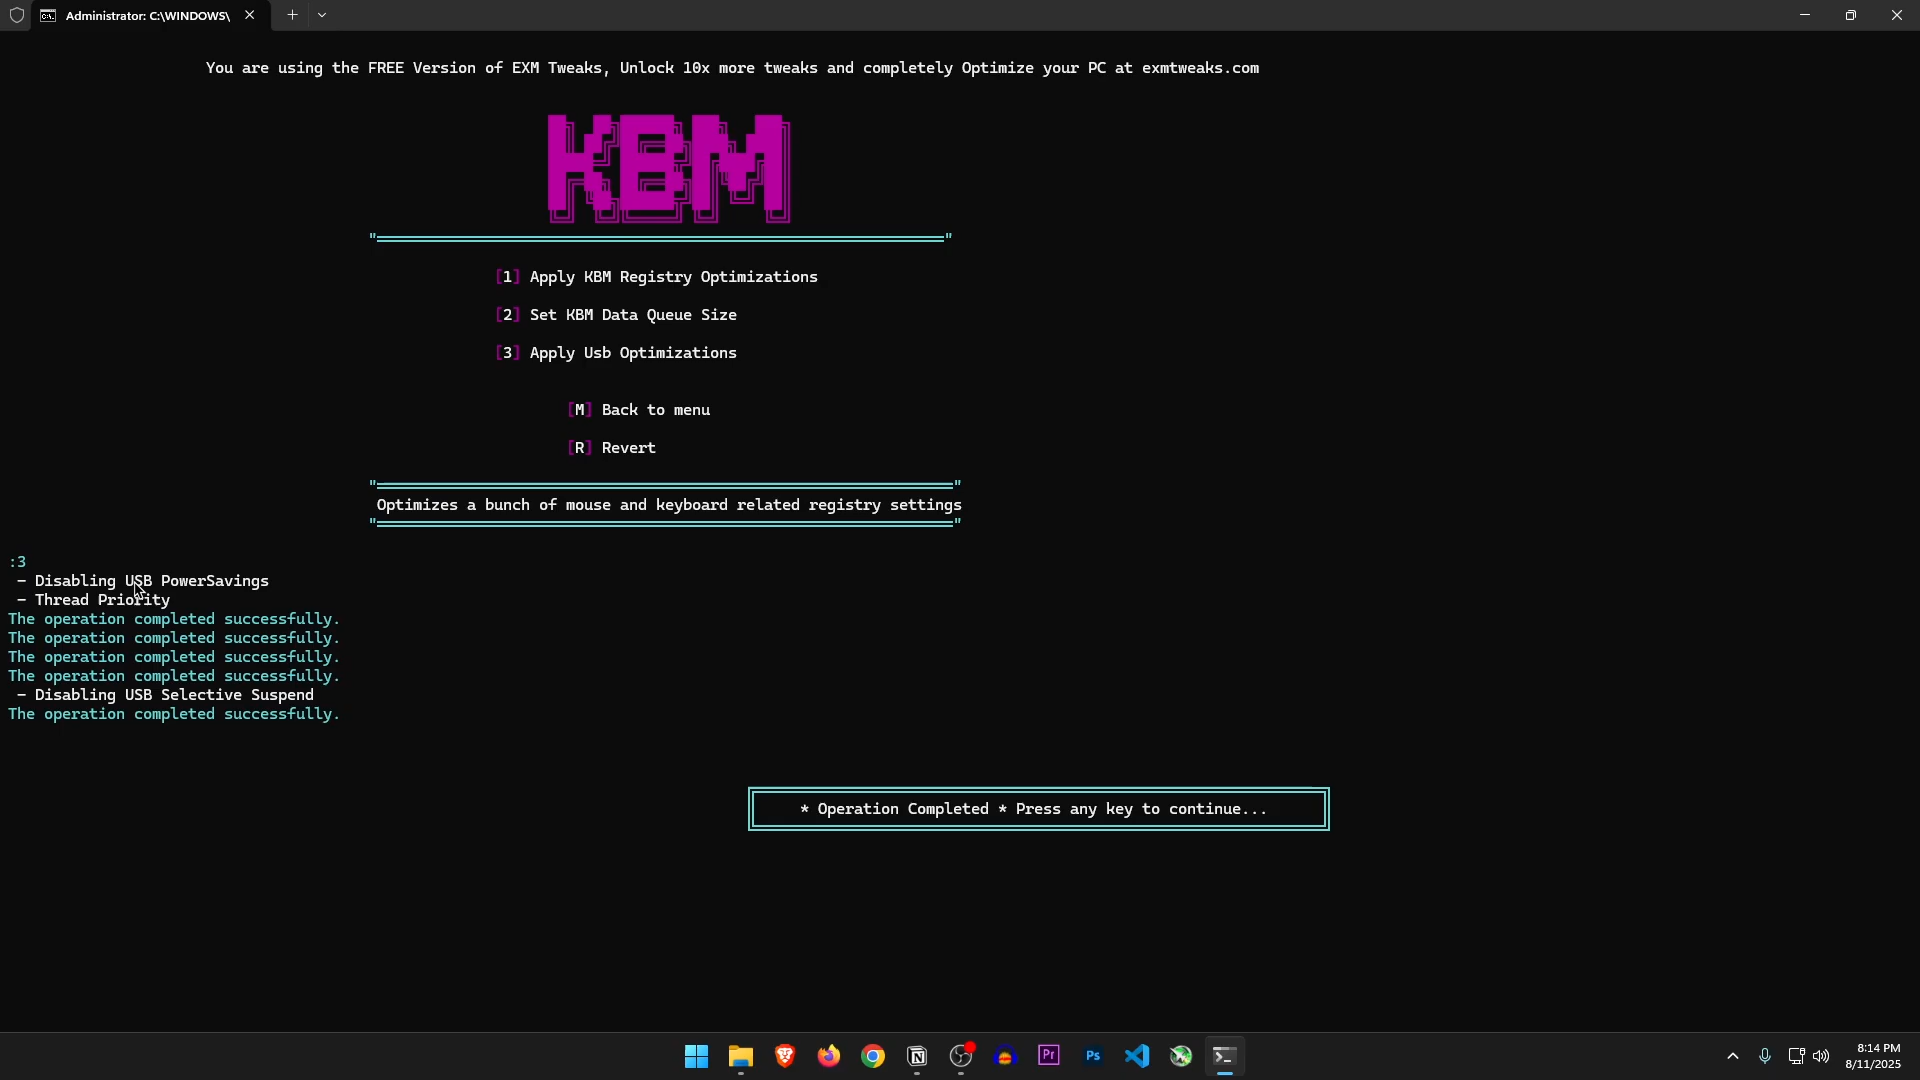 Administrator: C:\WINDOWS\
You are using the FREE Version of EXM Tweaks, Unlock 10x more tweaks and completely Optimize your PC at exmtweaks.com
KBM
[1] Apply KBM Registry Optimizations
[2] Set KBM Data Queue Size
[3] Apply Usb Optimizations
[M] Back to menu
[R] Revert
Optimizes a bunch of mouse and keyboard related registry settings
:3
- Disabling USB PowerSavings
- Thread Priority
The operation completed successfully.
The operation completed successfully.
The operation completed successfully.
The operation completed successfully.
- Disabling USB Selective Suspend
The operation completed successfully.
* Operation Completed * Press any key to continue...
Pr
Ps
8:14 PM
8/11/2025